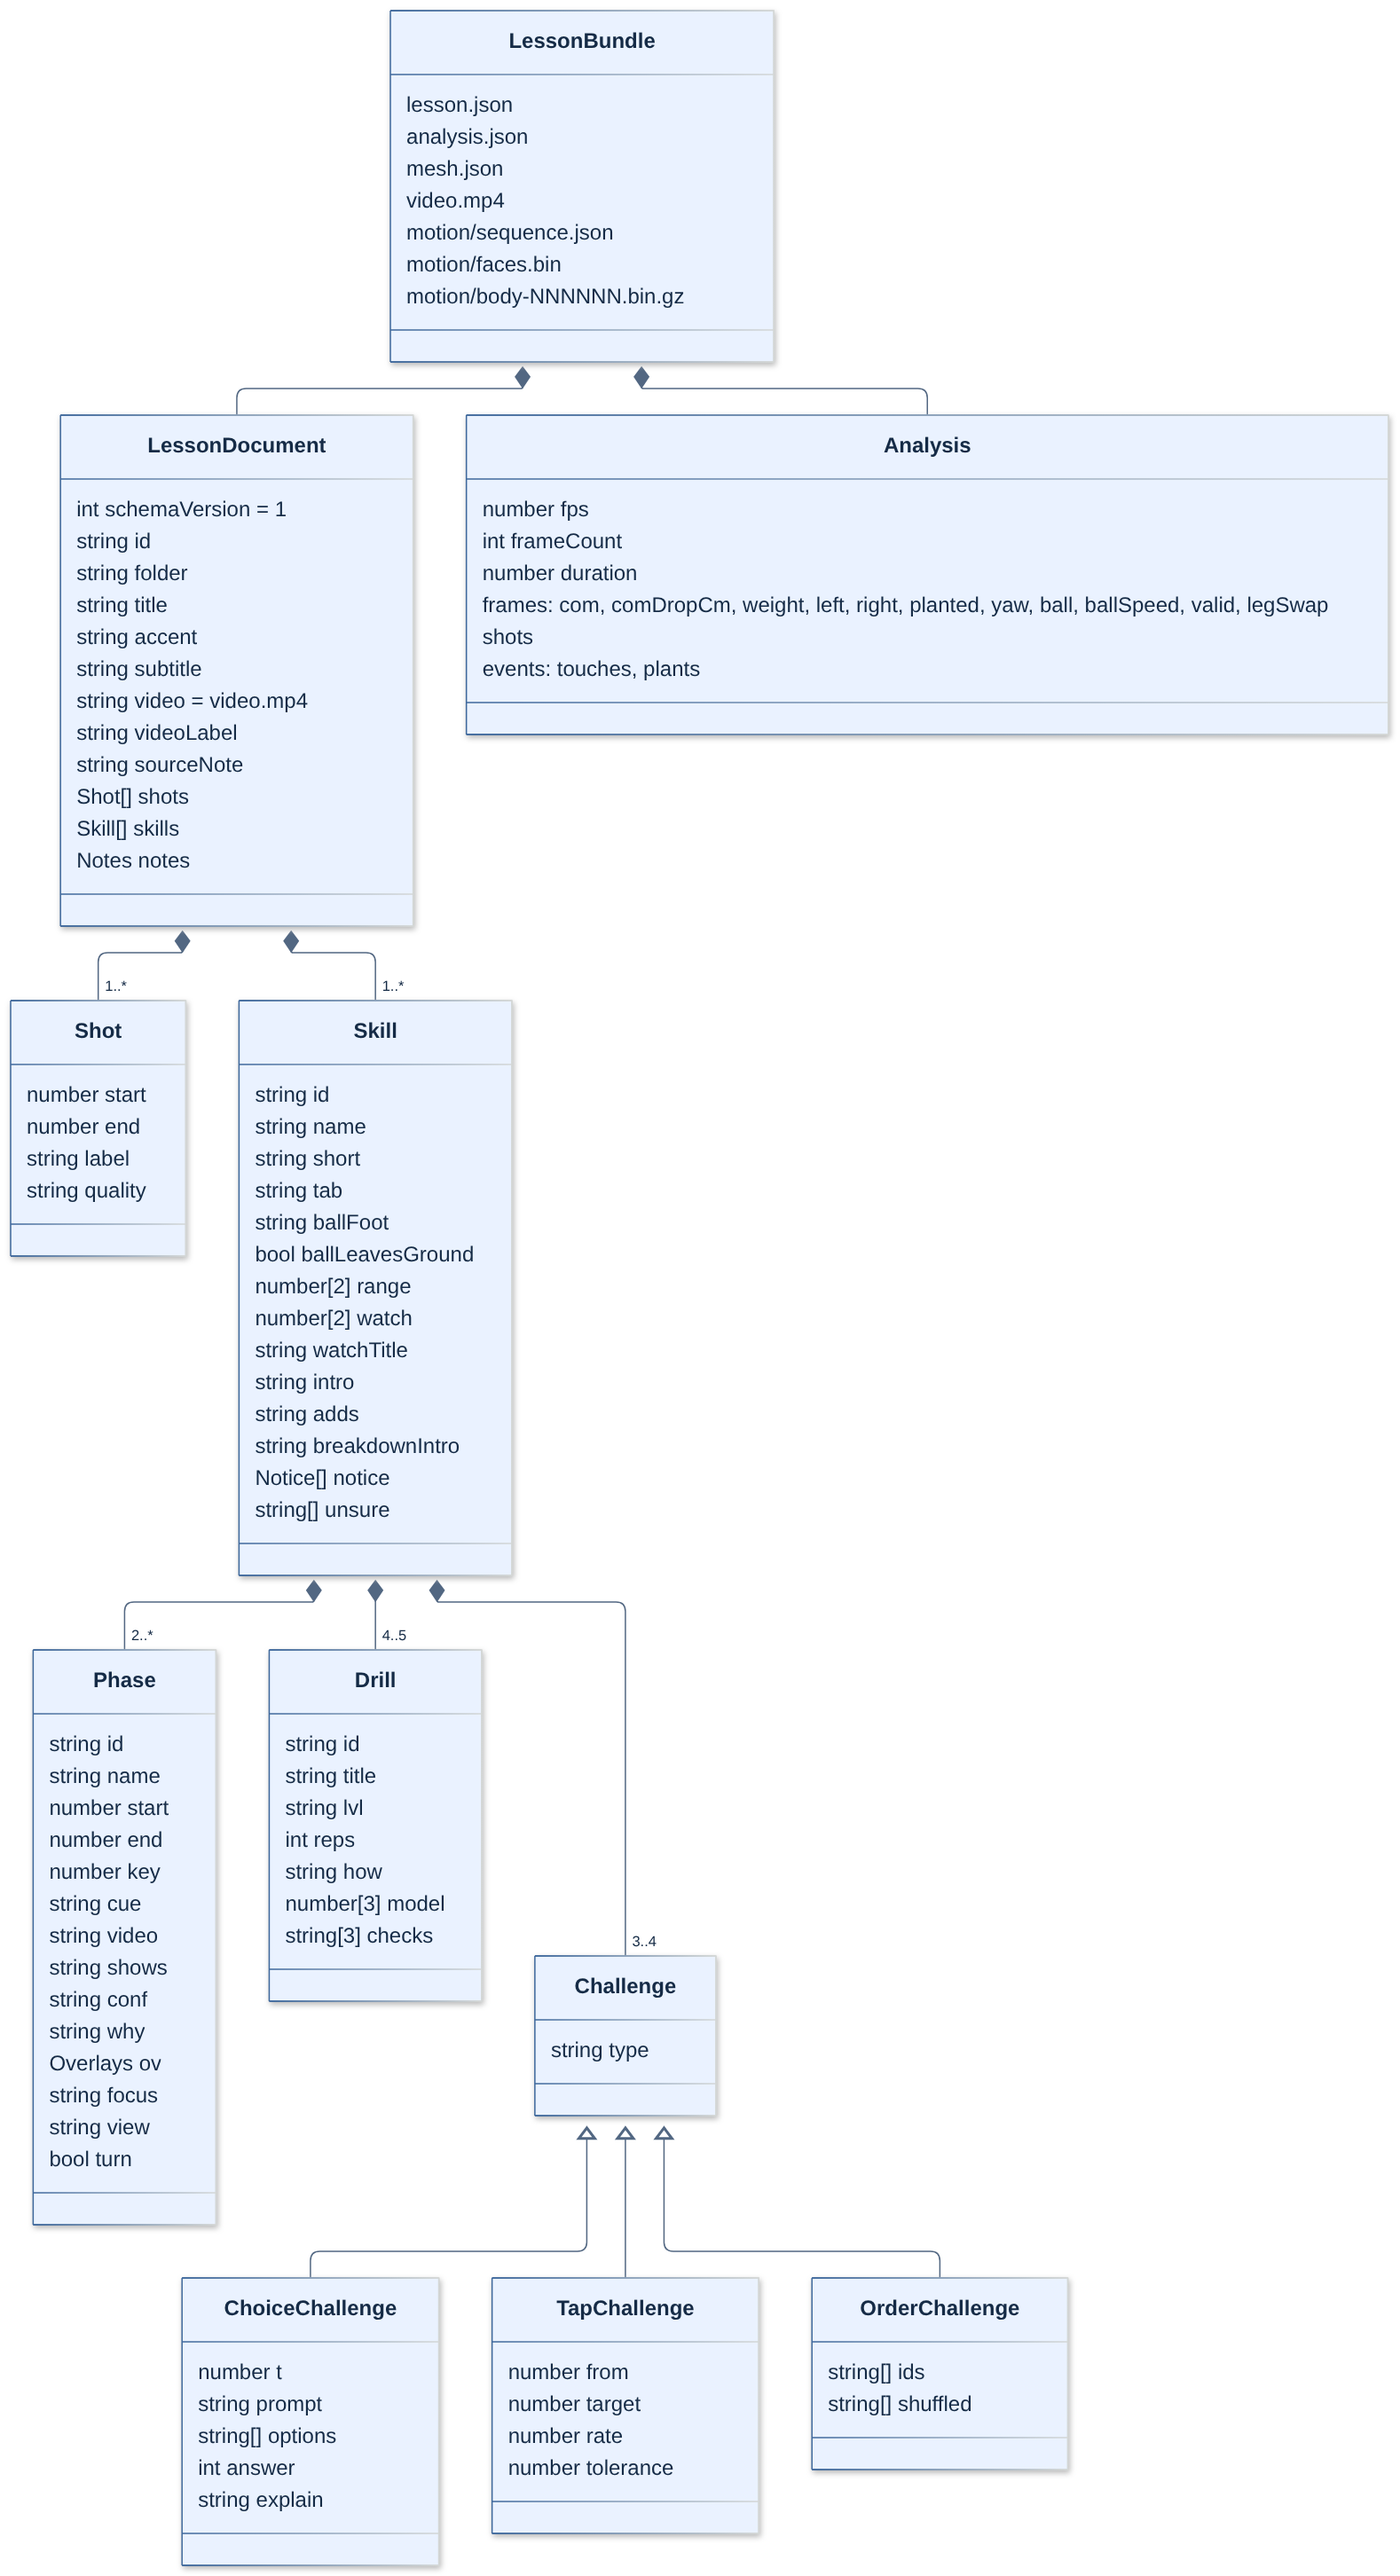 LessonBundle
lesson.json
analysis.json
mesh.json
video.mp4
motion/sequence.json
motion/faces.bin
motion/body-NNNNNN.bin.gz
LessonDocument
int schemaVersion = 1
string id
string folder
string title
string accent
string subtitle
string video = video.mp4
string videoLabel
string sourceNote
Shot[] shots
Skill[] skills
Notes notes
Analysis
number fps
int frameCount
number duration
frames: com, comDropCm, weight, left, right, planted, yaw, ball, ballSpeed, valid, legSwap
shots
events: touches, plants
1..*
1..*
Shot
number start
number end
string label
string quality
Skill
string id
string name
string short
string tab
string ballFoot
bool ballLeavesGround
number[2] range
number[2] watch
string watchTitle
string intro
string adds
string breakdownIntro
Notice[] notice
string[] unsure
2..*
4..5
Phase
string id
string name
number start
number end
number key
string cue
string video
string shows
string conf
string why
Overlays ov
string focus
string view
bool turn
Drill
string id
string title
string lvl
int reps
string how
number[3] model
string[3] checks
3..4
Challenge
string type
ChoiceChallenge
number t
string prompt
string[] options
int answer
string explain
TapChallenge
number from
number target
number rate
number tolerance
OrderChallenge
string[] ids
string[] shuffled